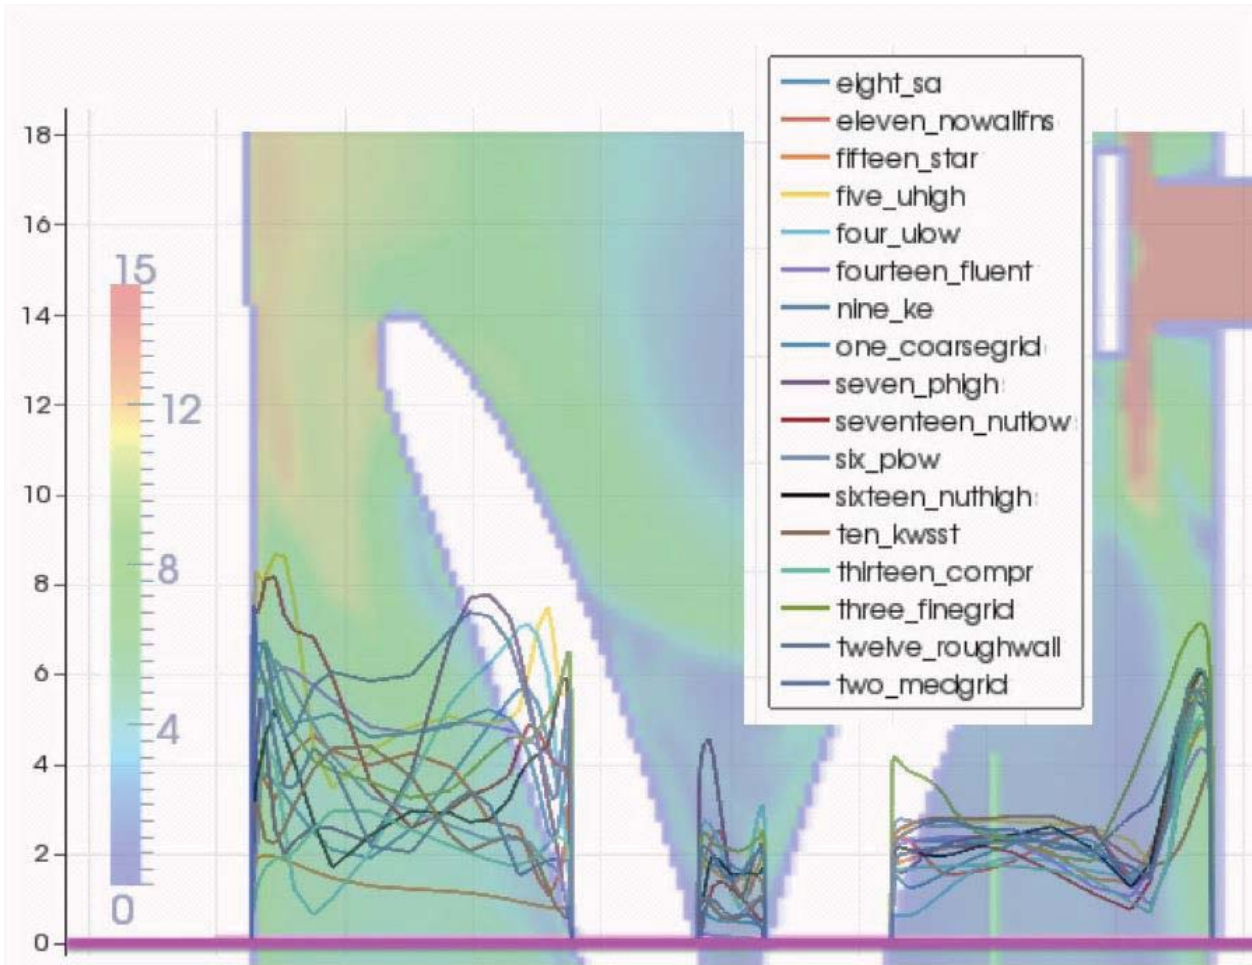 18
16
14
12
10
8
6
4
2
0
15
12
8
4
0
eight_sa
eleven_nowallfns
fifteen_star
five_uhigh
four_ulow
fourteen_fluent
nine_ke
one_coarsegrid
seven_phigh
seventeen_nutlow
six_plow
sixteen_nuthigh
ten_kwsst
thirteen_compr
three_finegrid
twelve_roughwall
two_medgrid